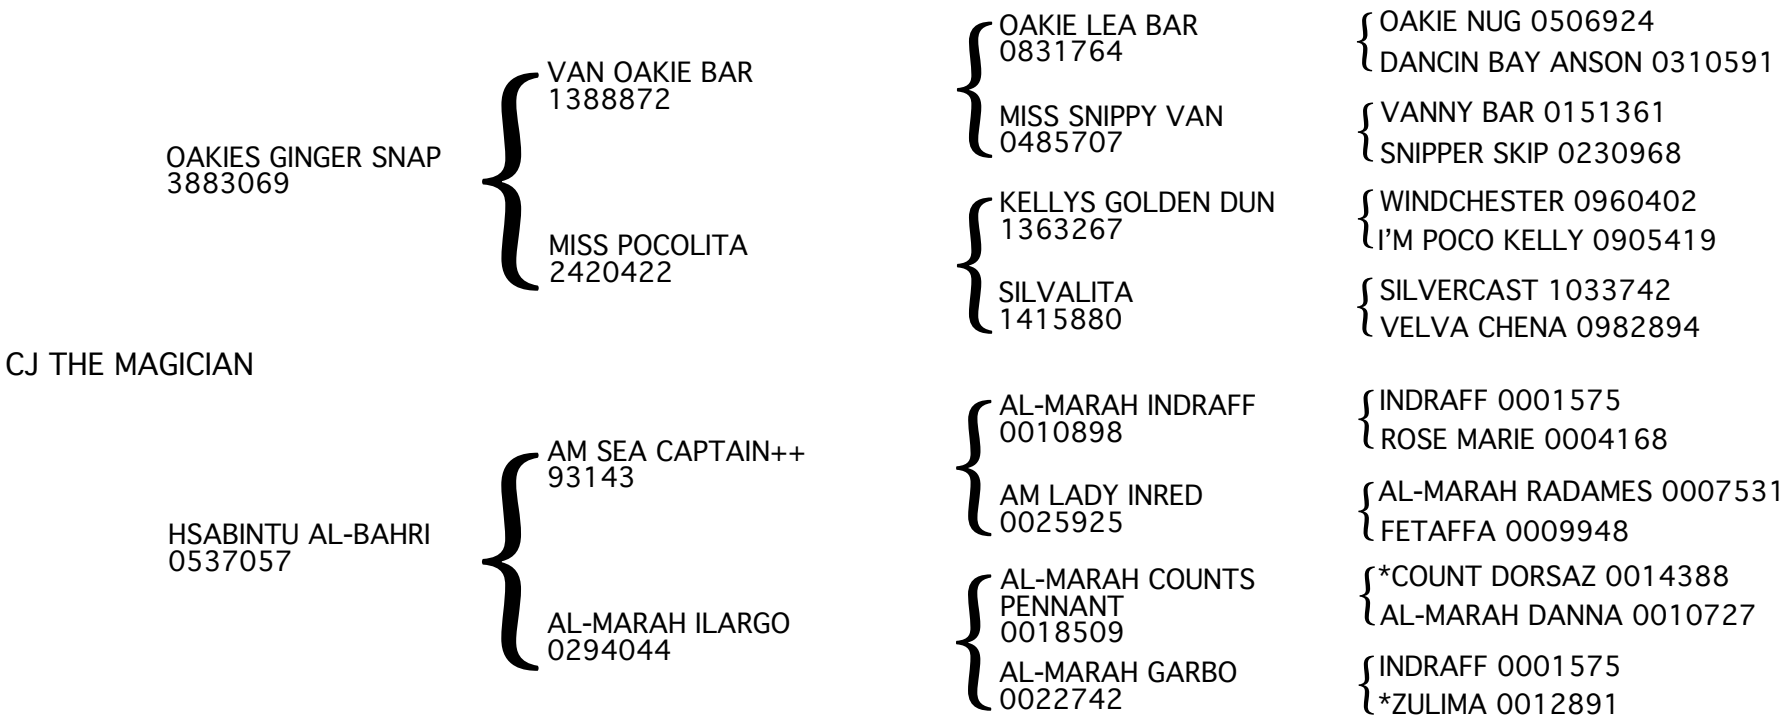 OAKIE LEA BAR
0831764
OAKIE NUG 0506924
DANCIN BAY ANSON 0310591
VAN OAKIE BAR
1388872
MISS SNIPPY VAN
0485707
VANNY BAR 0151361
SNIPPER SKIP 0230968
OAKIES GINGER SNAP
3883069
KELLYS GOLDEN DUN
1363267
WINDCHESTER 0960402
I'M POCO KELLY 0905419
MISS POCOLITA
2420422
SILVALITA
1415880
SILVERCAST 1033742
VELVA CHENA 0982894
CJ THE MAGICIAN
AL-MARAH INDRAFF
0010898
INDRAFF 0001575
ROSE MARIE 0004168
AM SEA CAPTAIN++
93143
AM LADY INRED
0025925
AL-MARAH RADAMES 0007531
FETAFFA 0009948
HSABINTU AL-BAHRI
0537057
AL-MARAH COUNTS
PENNANT
0018509
*COUNT DORSAZ 0014388
AL-MARAH DANNA 0010727
AL-MARAH ILARGO
0294044
AL-MARAH GARBO
0022742
INDRAFF 0001575
*ZULIMA 0012891